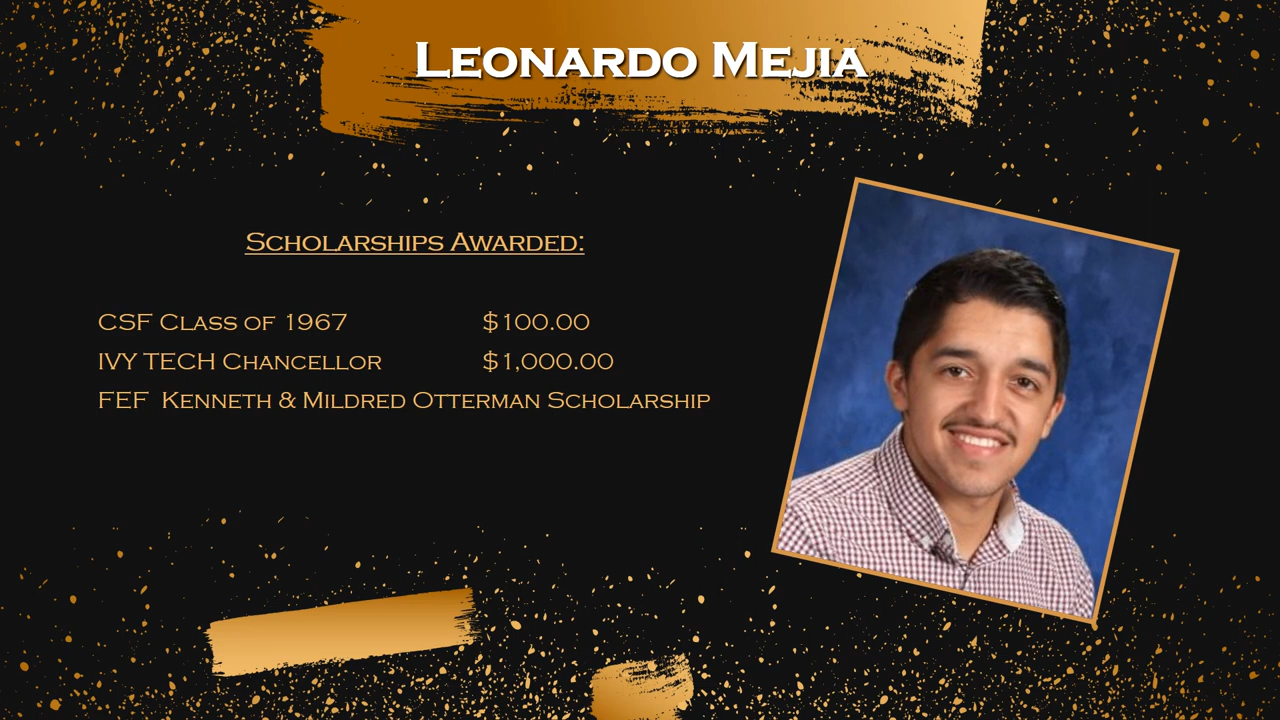 Leonardo Mejia
Scholarships Awarded:
CSF Class of 1967 $100.00
IVY TECH Chancellor $1,000.00
FEF Kenneth & Mildred Otterman Scholarship